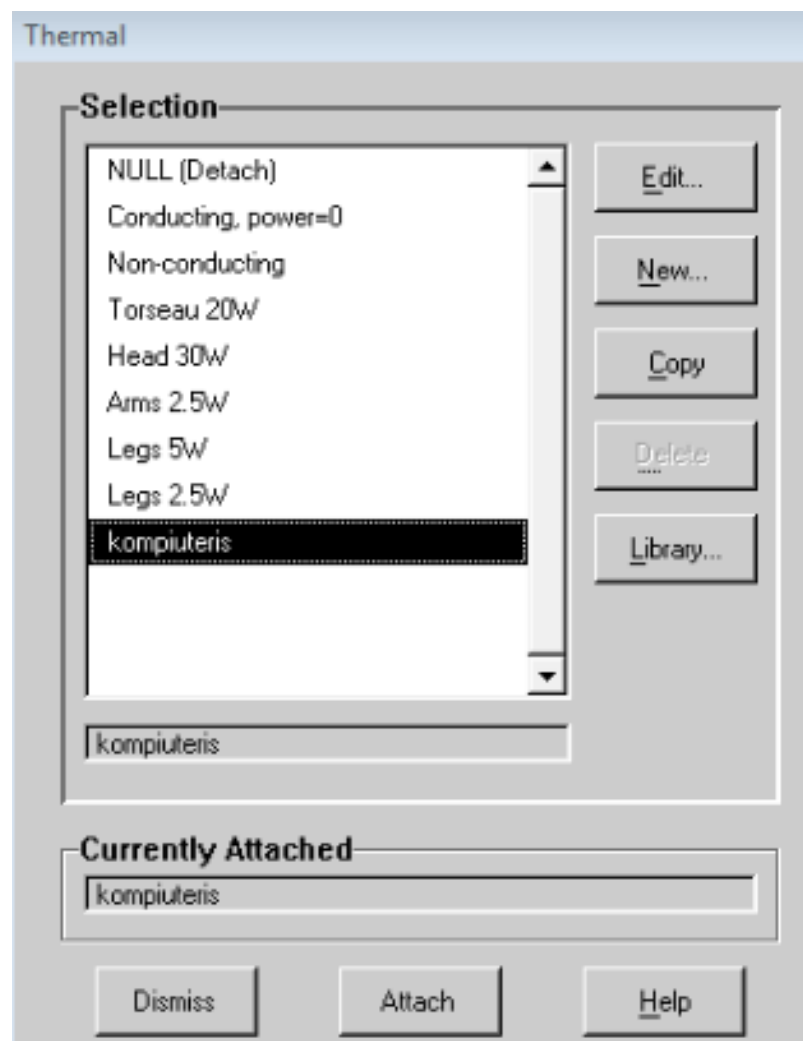 Thermal
Selection
NULL (Detach)
Conducting, power=0
Non-conducting
Torseau 20W
Head 30W
Arms 2.5W
Legs 5W
Legs 2.5W
kompiuteris
Edit...
New...
Copy
Delete
Library...
kompiuteris
Currently Attached
kompiuteris
Dismiss
Attach
Help